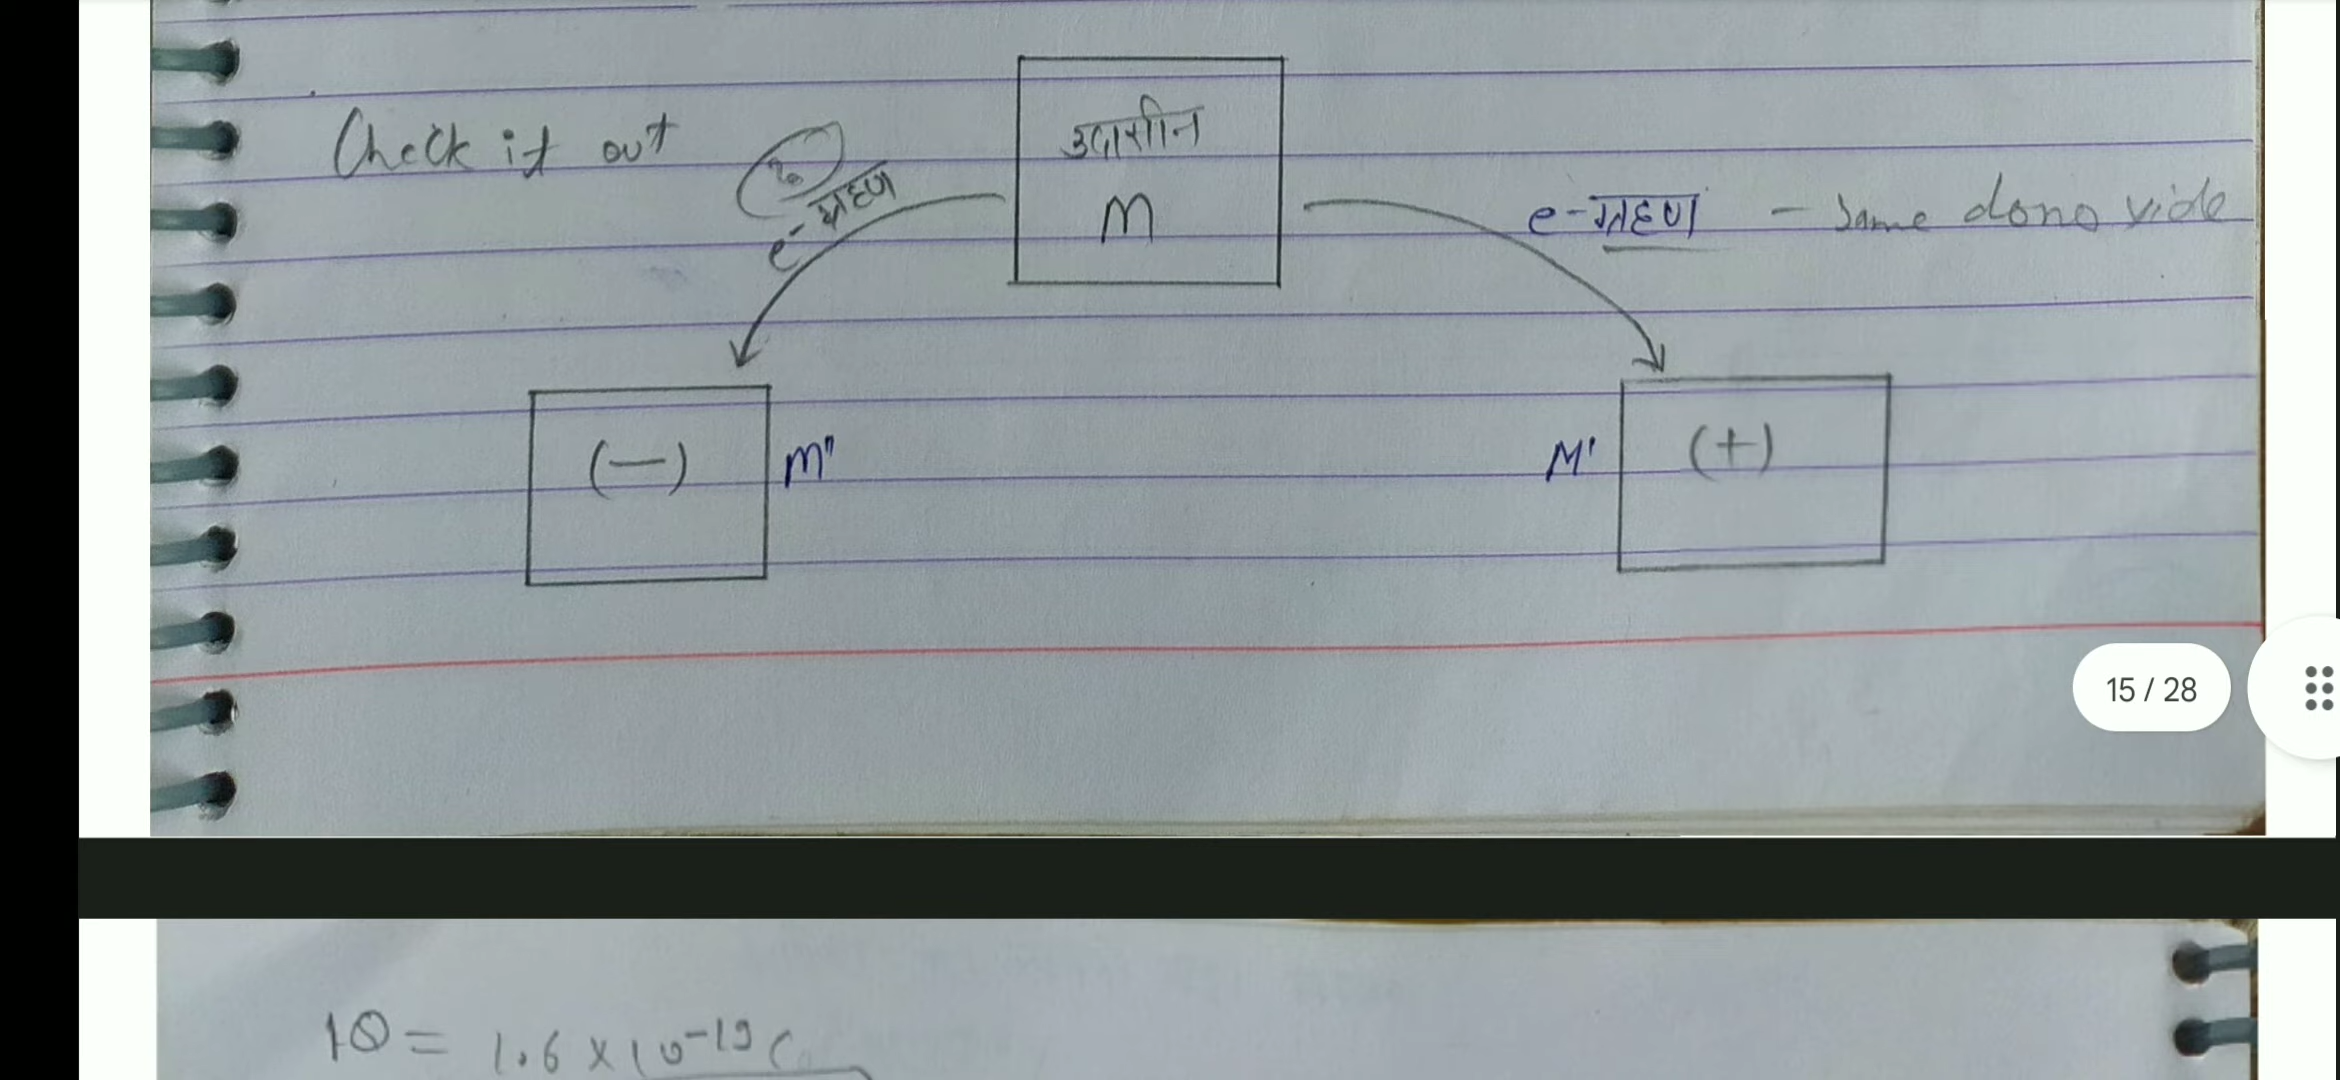 Check it out
उदासीन
M
e- ग्रहण
e- ग्रहण - same dono side
(-) M''
M' (+)
15 / 28
1Q = 1.6 x 10-19 C